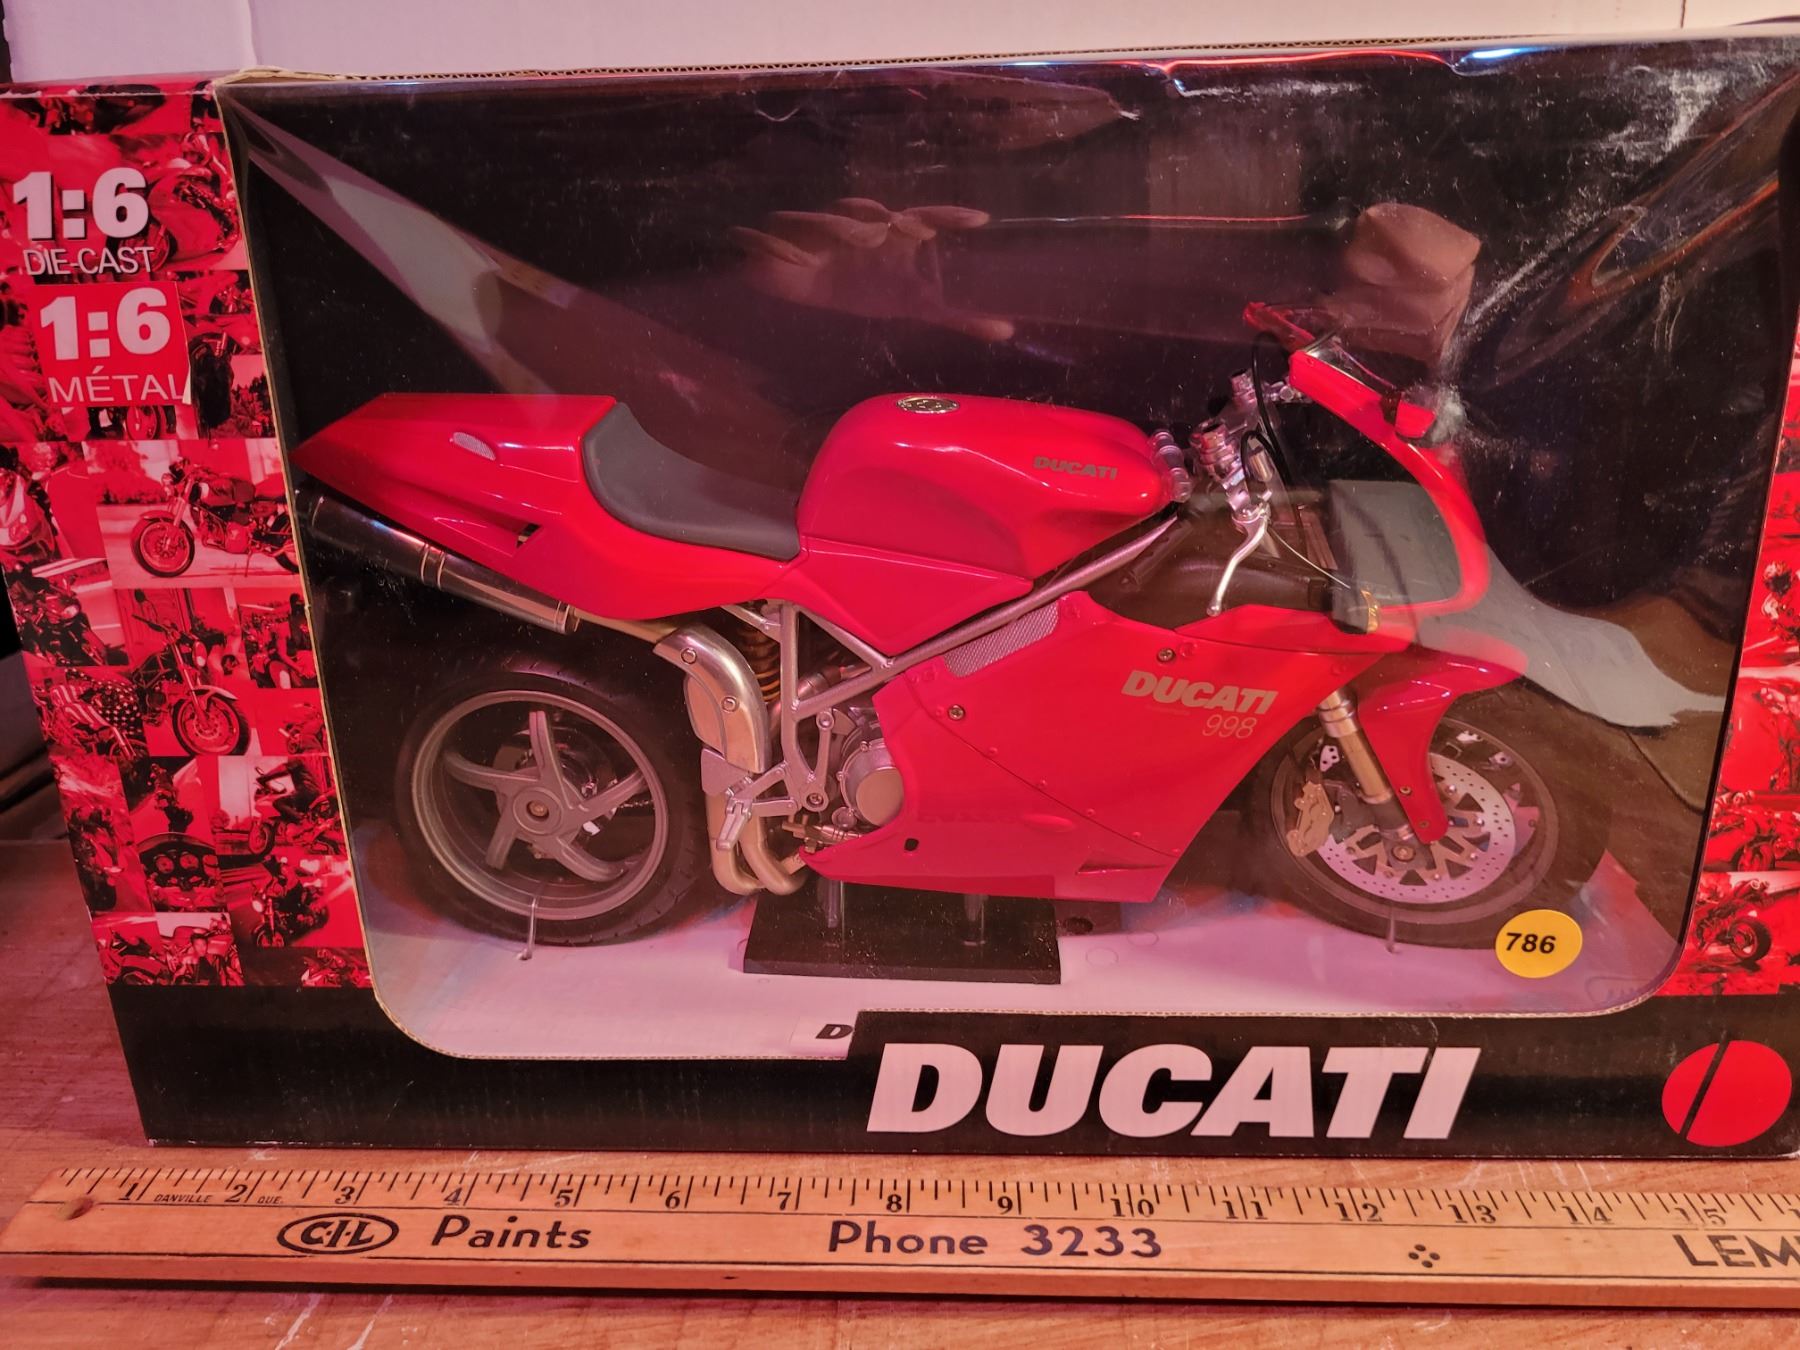 1:6
DIE-CAST
1:6
MÉTAL
DUCATI
DUCATI
998
786
D
DUCATI
1 DANVILLE 2 QUE. 3 4 5 6 7 8 9 10 11 12 13 14 15
C-I-L Paints Phone 3233